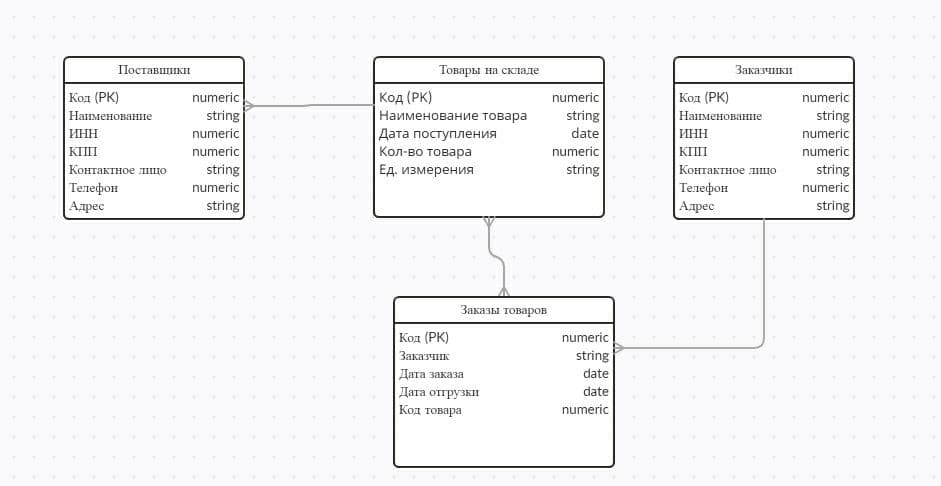 Поставщики
Код (PK) numeric
Наименование string
ИНН numeric
КПП numeric
Контактное лицо string
Телефон numeric
Адрес string
Товары на складе
Код (PK) numeric
Наименование товара string
Дата поступления date
Кол-во товара numeric
Ед. измерения string
Заказчики
Код (PK) numeric
Наименование string
ИНН numeric
КПП numeric
Контактное лицо string
Телефон numeric
Адрес string
Заказы товаров
Код (PK) numeric
Заказчик string
Дата заказа date
Дата отгрузки date
Код товара numeric